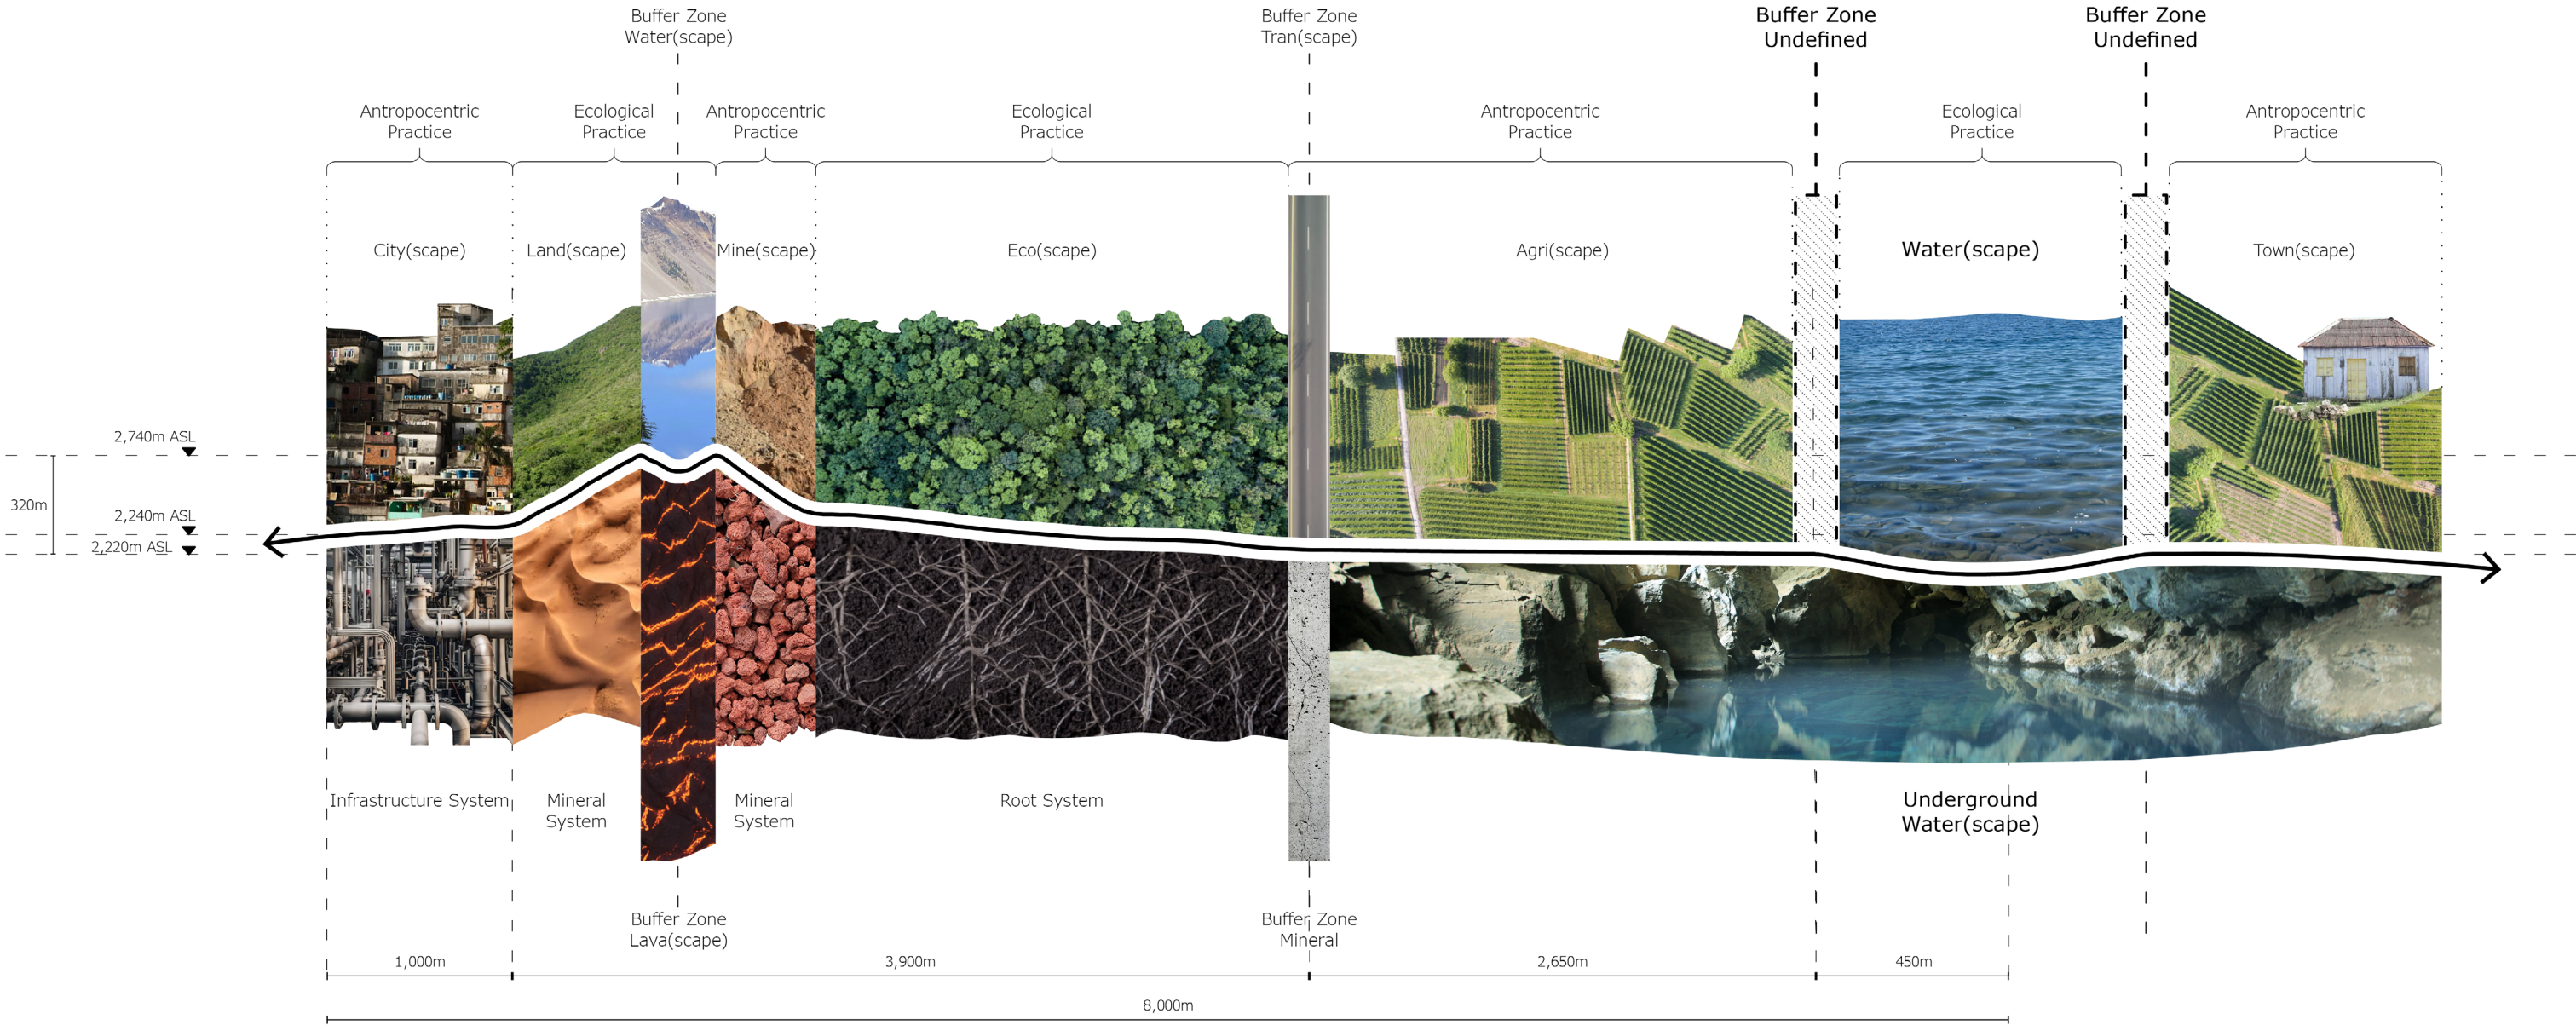 Buffer Zone
Water(scape)
Buffer Zone
Tran(scape)
Buffer Zone
Undefined
Buffer Zone
Undefined
Antropocentric
Practice
Ecological
Practice
Antropocentric
Practice
Ecological
Practice
Antropocentric
Practice
Ecological
Practice
Antropocentric
Practice
City(scape)
Land(scape)
Mine(scape)
Eco(scape)
Agri(scape)
Water(scape)
Town(scape)
2,740m ASL
320m
2,240m ASL
2,220m ASL
Infrastructure System
Mineral
System
Mineral
System
Root System
Underground
Water(scape)
Buffer Zone
Lava(scape)
Buffer Zone
Mineral
1,000m
3,900m
2,650m
450m
8,000m